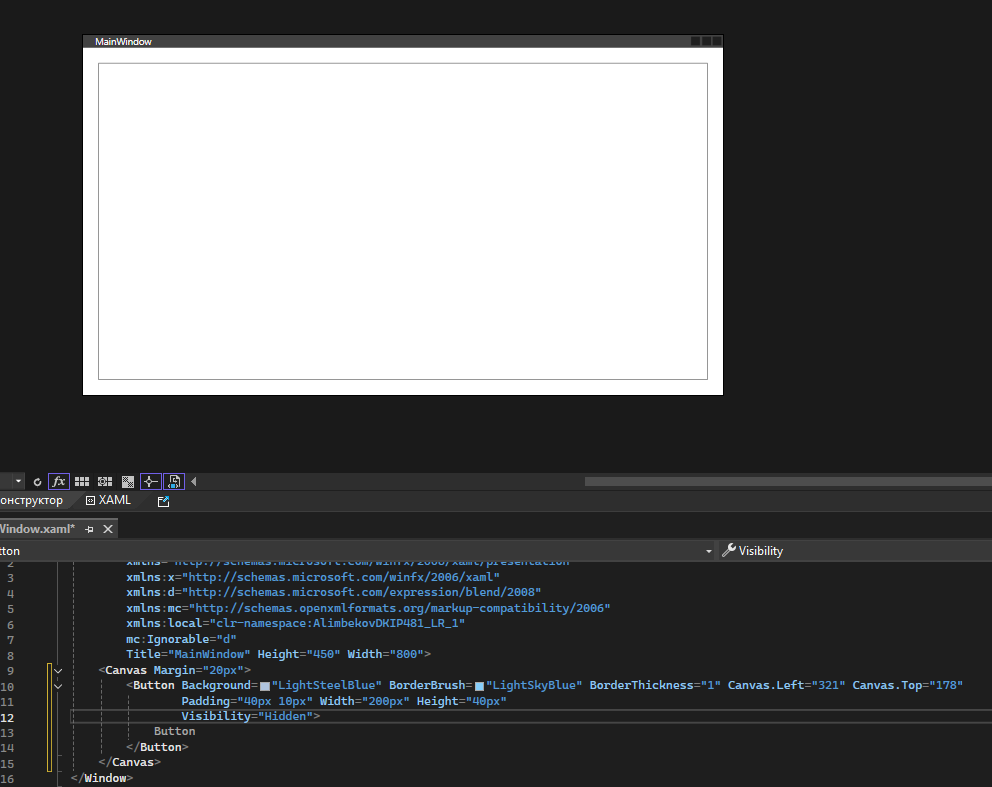 MainWindow
fx
онструктор
XAML
Window.xaml*
tton
Visibility
2 xmlns="http://schemas.microsoft.com/winfx/2006/xaml/presentation"
3 xmlns:x="http://schemas.microsoft.com/winfx/2006/xaml"
4 xmlns:d="http://schemas.microsoft.com/expression/blend/2008"
5 xmlns:mc="http://schemas.openxmlformats.org/markup-compatibility/2006"
6 xmlns:local="clr-namespace:AlimbekovDKIP481_LR_1"
7 mc:Ignorable="d"
8 Title="MainWindow" Height="450" Width="800">
9 <Canvas Margin="20px">
10 <Button Background="LightSteelBlue" BorderBrush="LightSkyBlue" BorderThickness="1" Canvas.Left="321" Canvas.Top="178"
11 Padding="40px 10px" Width="200px" Height="40px"
12 Visibility="Hidden">
13 Button
14 </Button>
15 </Canvas>
16 </Window>